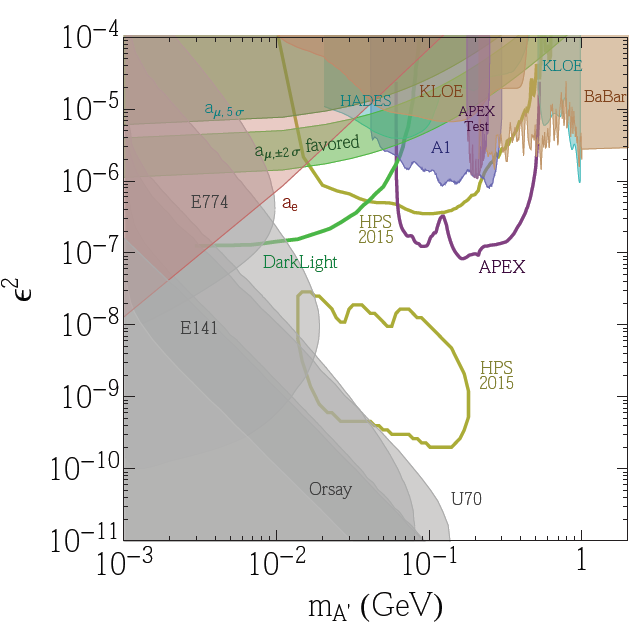 10⁻⁴
10⁻⁵
10⁻⁶
10⁻⁷
10⁻⁸
10⁻⁹
10⁻¹⁰
10⁻¹¹
ϵ²
KLOE
HADES
KLOE
BaBar
a_μ,5σ
APEX
Test
a_μ,±2σ favored
A1
E774
a_e
HPS
2015
DarkLight
APEX
E141
HPS
2015
Orsay
U70
10⁻³
10⁻²
10⁻¹
1
m_A' (GeV)